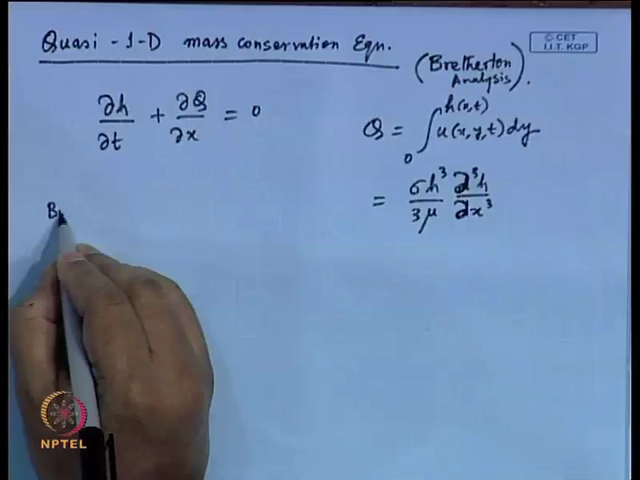 Quasi - 1-D mass conservation Eqn.
© CET
I.I.T. KGP
(Bretherton
Analysis).
∂h/∂t + ∂Q/∂x = 0
Q = ∫₀^{h(x,t)} u(x,y,t) dy
= σh³/3μ ∂³h/∂x³
B
NPTEL